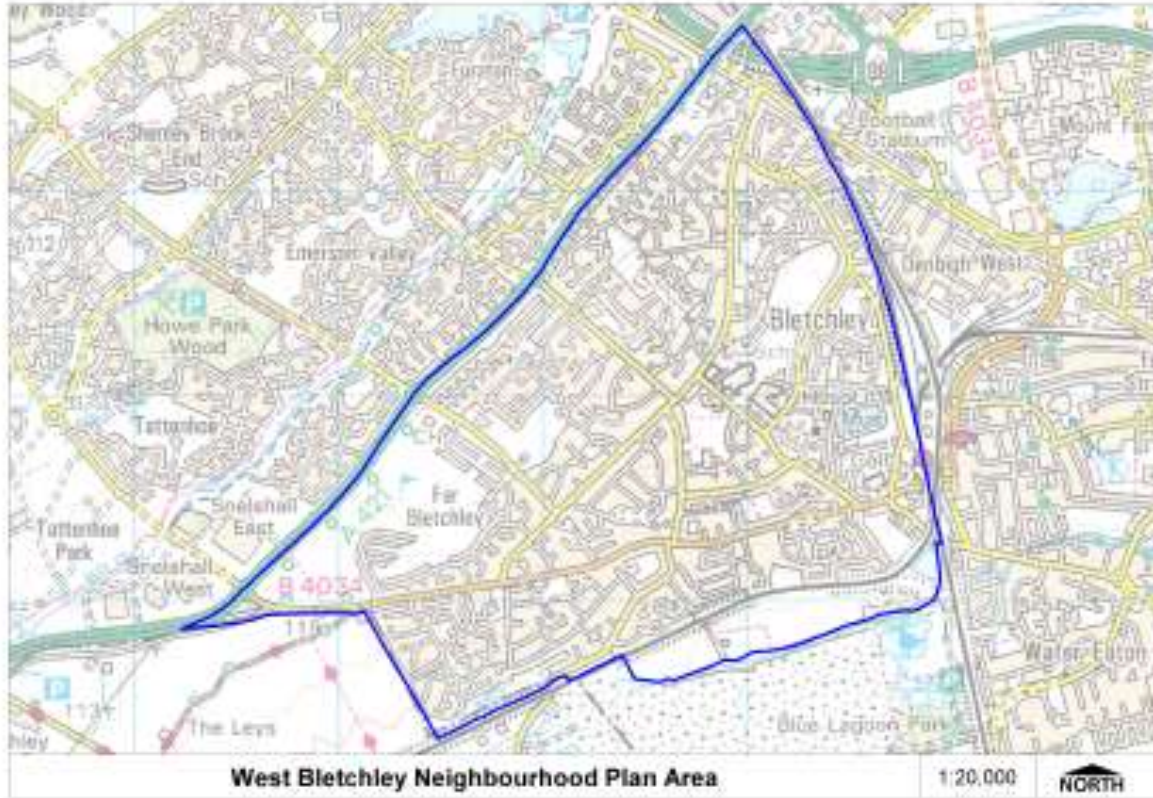 Furzton
Shenley Brook
End
Sch
Football
Stadium
B 4034
Mount Farm
Emerson Valley
Denbigh West
P
Howe Park
Wood
Bletchley
Sch
Tattenhoe
Snelshall
East
Far
Bletchley
Tattenhoe
Park
Snelshall
West
B 4034
Water Eaton
P
The Leys
Blue Lagoon Park
West Bletchley Neighbourhood Plan Area
1:20,000
NORTH